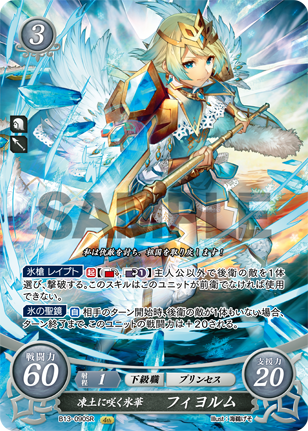 3
SAMPLE
私は仇敵を討ち、祖国を取り戻します！
氷槍 レイプト 起 主人公以外で後衛の敵を1体
選び、撃破する。このスキルはこのユニットが前衛でなければ使用
できない。
氷の聖鏡 自 相手のターン開始時、後衛の敵が1体もいない場合、
ターン終了まで、このユニットの戦闘力は+20される。
戦闘力
60
射程 1 下級職 プリンセス
支援力
20
凍土に咲く氷華 フィヨルム
B13-090SR